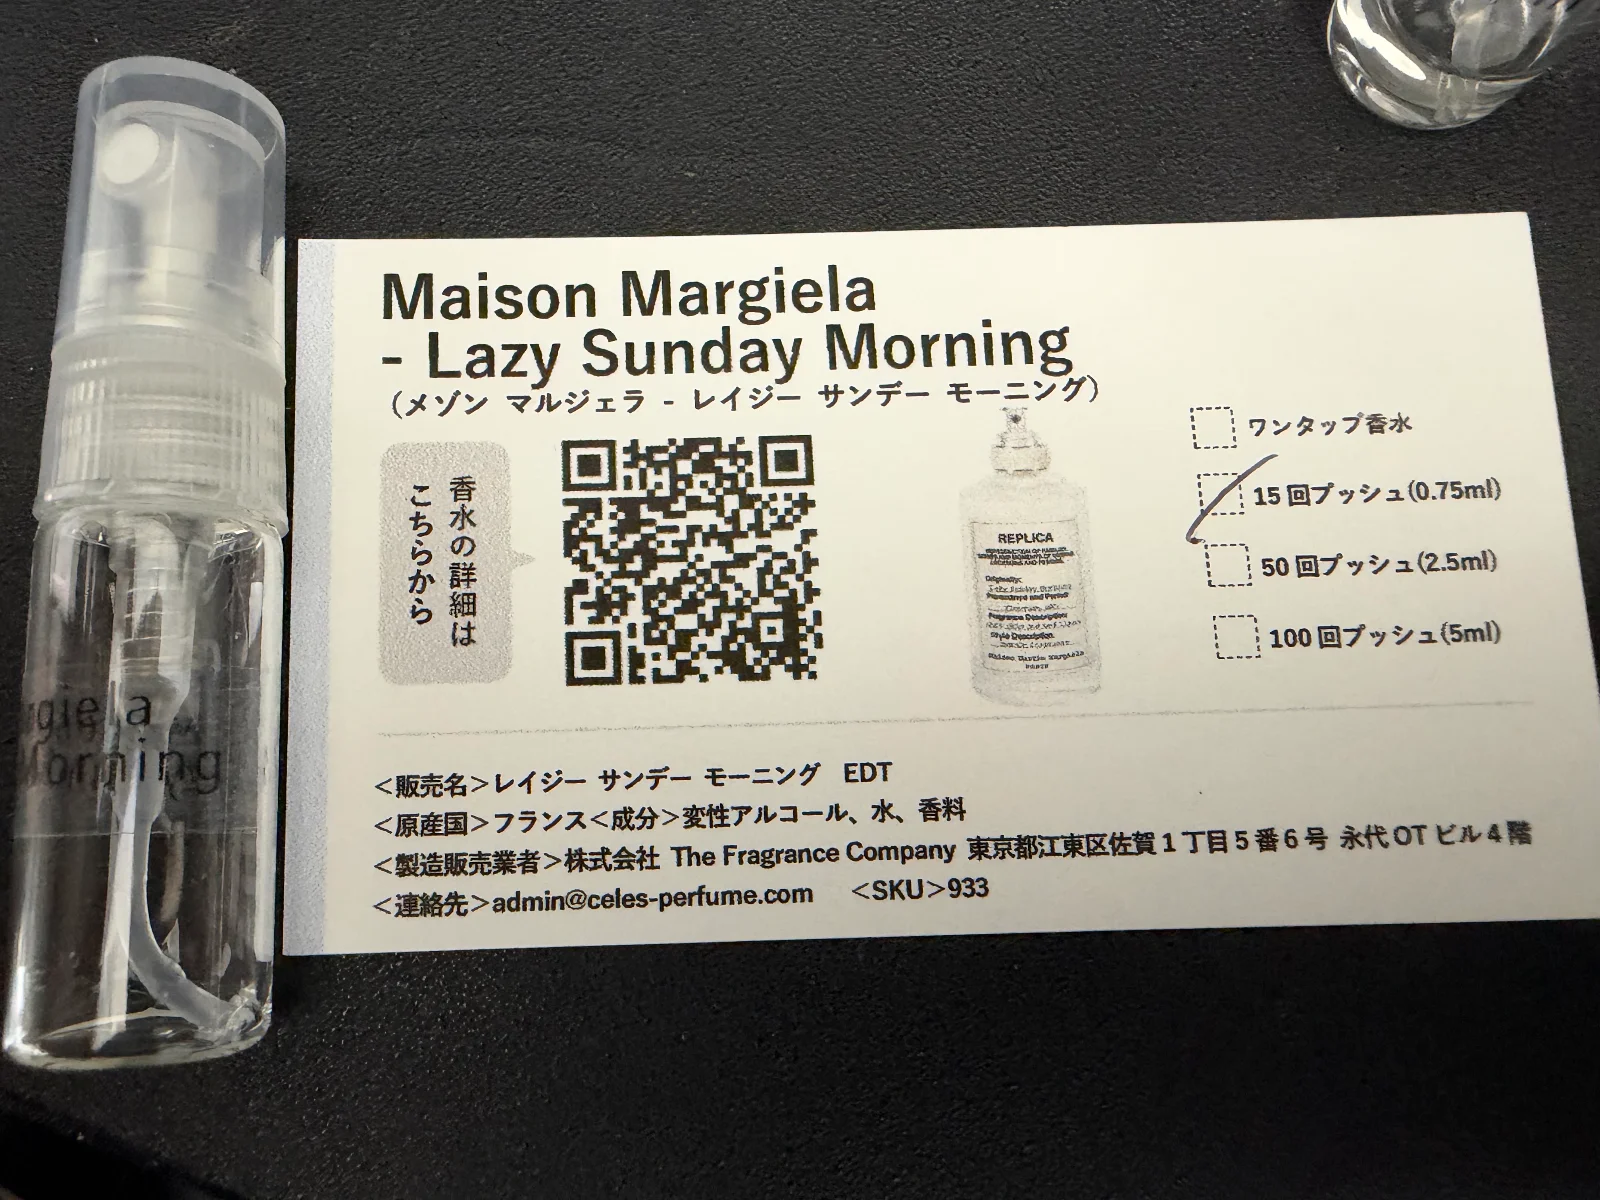 Maison Margiela
- Lazy Sunday Morning
（メゾン マルジェラ - レイジー サンデー モーニング）
香水の詳細は
こちらから
REPLICA
ワンタップ香水
15 回プッシュ(0.75ml)
50 回プッシュ(2.5ml)
100 回プッシュ(5ml)
＜販売名＞レイジー サンデー モーニング EDT
＜原産国＞フランス＜成分＞変性アルコール、水、香料
＜製造販売業者＞株式会社 The Fragrance Company 東京都江東区佐賀１丁目５番６号 永代 OT ビル４階
＜連絡先＞admin@celes-perfume.com ＜SKU＞933
rgiela
Morning